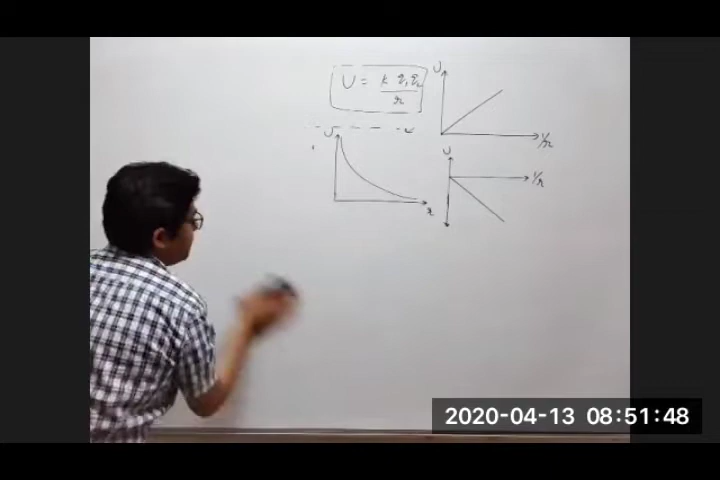 U = k q₁q₂ / r
U
1/r
U
r
U
1/r
2020-04-13 08:51:48